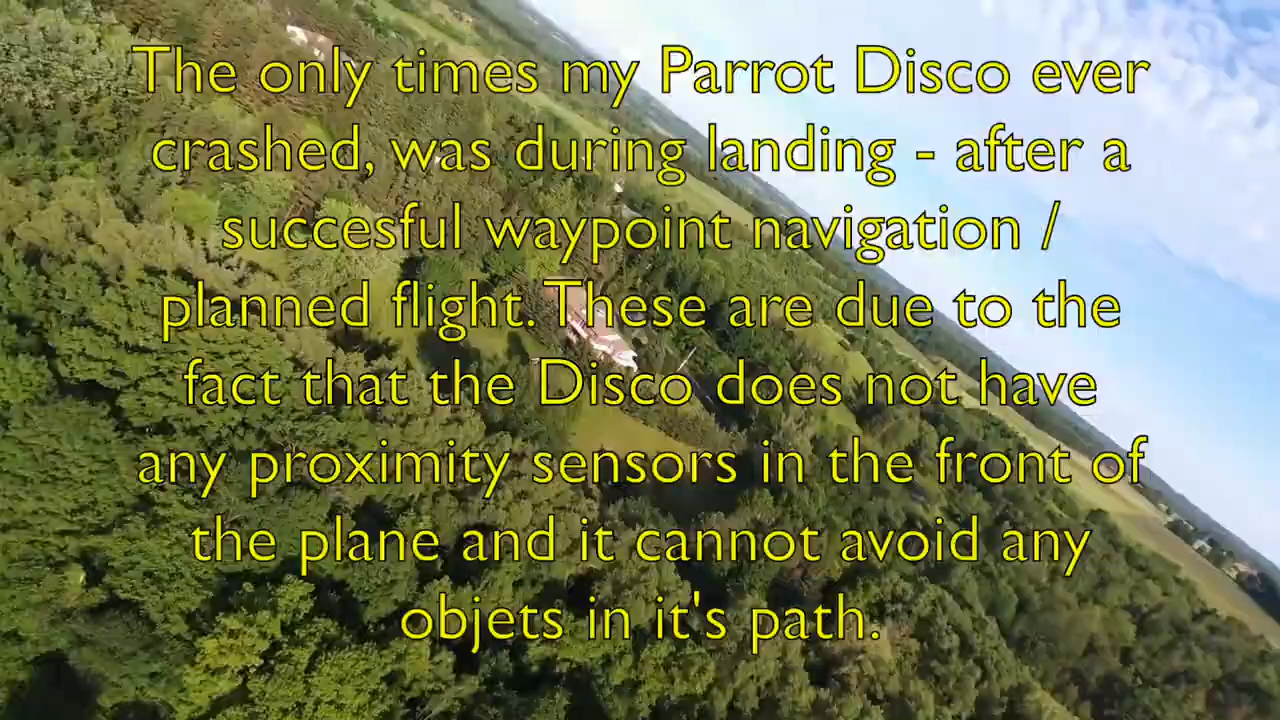 The only times my Parrot Disco ever
crashed, was during landing - after a
succesful waypoint navigation /
planned flight. These are due to the
fact that the Disco does not have
any proximity sensors in the front of
the plane and it cannot avoid any
objets in it's path.